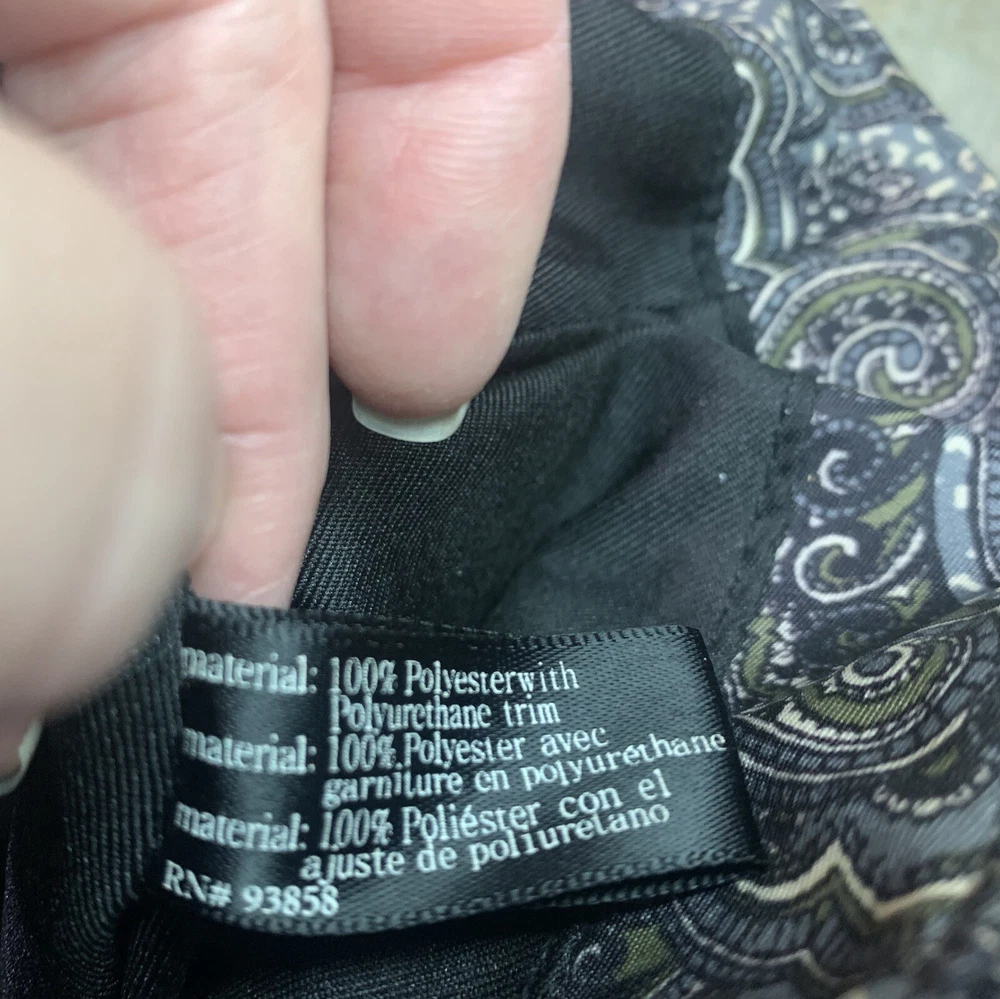 material: 100% Polyesterwith
Polyurethane trim
material: 100% Polyester avec
garniture en polyuréthane
material: 100% Poliéster con el
ajuste de poliuretano
RN# 93858